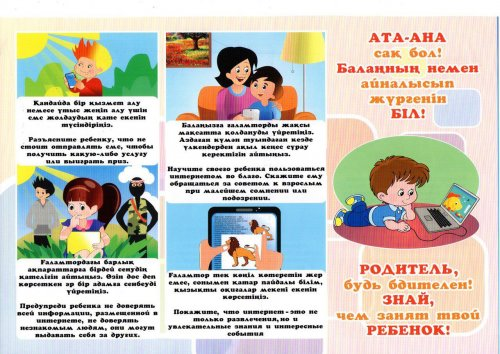 Қандайда бір қызмет алу
немесе ұтыс жеңіп алу үшін
смс жолдаудың қате екенін
түсіндіріңіз.
Разъясните ребенку, что не
стоит отправлять смс, чтобы
получить какую-либо услугу
или выиграть приз.
Ғаламтордағы барлық
ақпараттарға бірдей сенудің
кателігін айтыңыз. Өзін дос деп
көрсеткен әр бір адамға сенбеуді
үйретіңіз.
Предупреди ребенка не доверять
всей информации, размещенной в
интернете, не доверять
незнакомым людям, они могут
выдавать себя за других.
Балаңызға ғаламторды жақсы
мақсатта қолдануды үйретіңіз.
Аздаған күмән туындаған кезде
үлкендерден ақыл кеңес сұрау
керектігін айтыңыз.
Научите своего ребенка пользоваться
интернетом во благо. Скажите ему
обращаться за советом к взрослым
при малейшем сомнении или
подозрении.
Ғаламтор тек көңіл көтеретін жер
емес, сонымен қатар пайдалы білім,
қызықты оқиғалар мекені екенін
көрсетіңіз.
Покажите, что интернет - это не
только развлечения, но и
увлекательные знания и интересные
события
АТА-АНА
сақ бол!
Балаңның немен
айналысып
жүргенін
БІЛ!
РОДИТЕЛЬ,
будь бдителен!
ЗНАЙ,
чем занят твой
РЕБЕНОК!